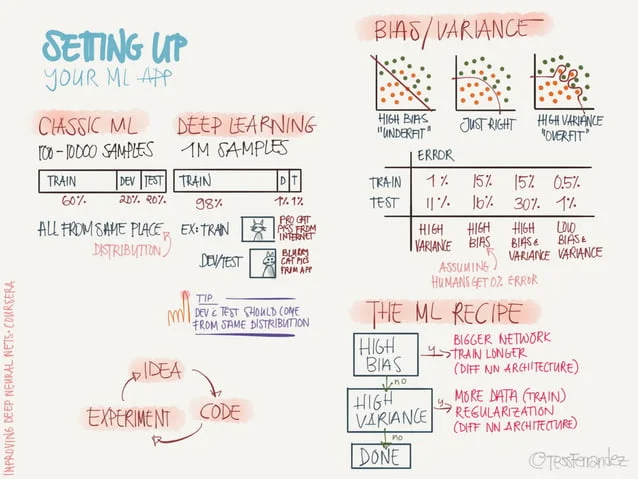 SETTING UP
YOUR ML APP
CLASSIC ML
100-10000 SAMPLES
TRAIN DEV TEST
60% 20% 20%
ALL FROM SAME PLACE
DISTRIBUTION
DEEP LEARNING
1M SAMPLES
TRAIN D T
98% 1% 1%
EX: TRAIN
PRO CAT
PICS FROM
INTERNET
DEV/TEST
BLURRY
CAT PICS
FROM APP
TIP
DEV & TEST SHOULD COME
FROM SAME DISTRIBUTION
IDEA
CODE
EXPERIMENT
BIAS/VARIANCE
HIGH BIAS
"UNDERFIT"
JUST RIGHT
HIGH VARIANCE
"OVERFIT"
ERROR
TRAIN 1% 15% 15% 0.5%
TEST 11% 16% 30% 1%
HIGH
VARIANCE
HIGH
BIAS
HIGH
BIAS &
VARIANCE
LOW
BIAS &
VARIANCE
ASSUMING
HUMANS GET 0% ERROR
THE ML RECIPE
HIGH
BIAS
y
BIGGER NETWORK
TRAIN LONGER
(DIFF NN ARCHITECTURE)
no
HIGH
VARIANCE
y
MORE DATA (TRAIN)
REGULARIZATION
(DIFF NN ARCHITECTURE)
no
DONE
IMPROVING DEEP NEURAL NETS • COURSERA
©TessFerrandez